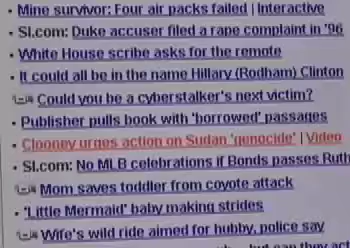 Mine survivor: Four air packs failed | Interactive
SI.com: Duke accuser filed a rape complaint in '96
White House scribe asks for the remote
It could all be in the name Hillary (Rodham) Clinton
Could you be a cyberstalker's next victim?
Publisher pulls book with 'borrowed' passages
Clooney urges action on Sudan 'genocide' | Video
SI.com: No MLB celebrations if Bonds passes Ruth
Mom saves toddler from coyote attack
'Little Mermaid' baby making strides
Wife's wild ride aimed for hubby, police say